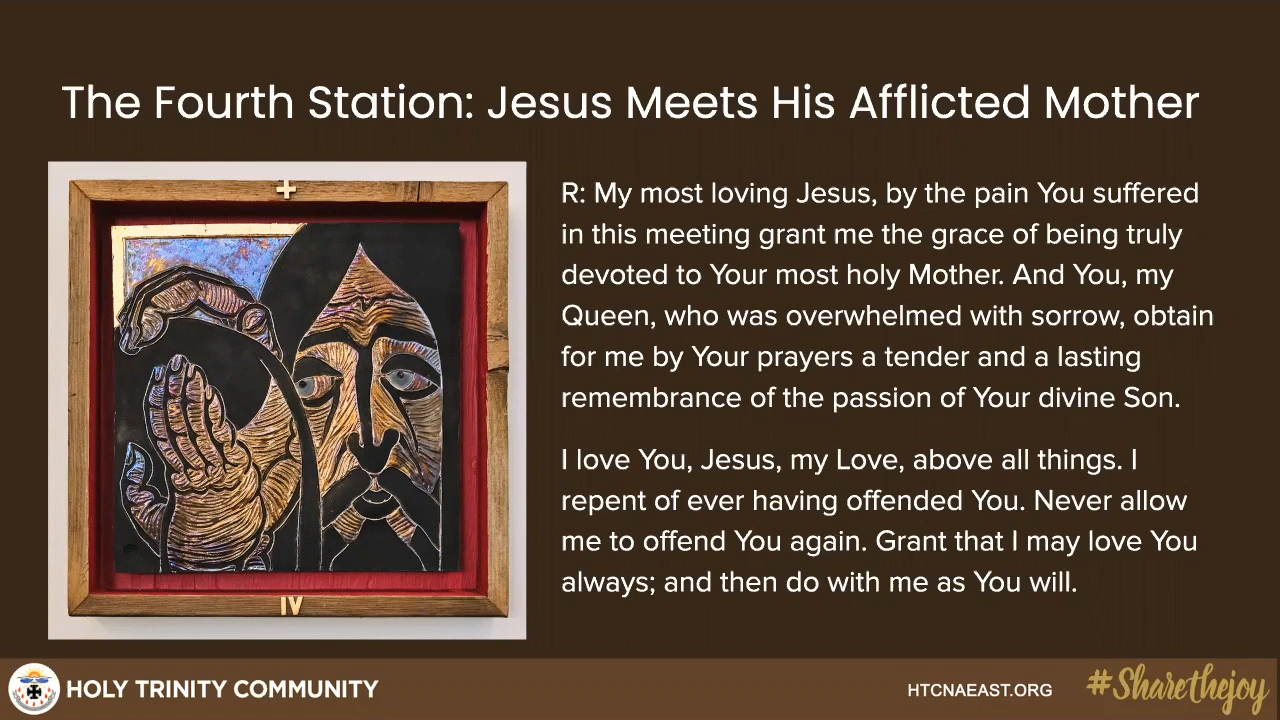 The Fourth Station: Jesus Meets His Afflicted Mother
IV
R: My most loving Jesus, by the pain You suffered
in this meeting grant me the grace of being truly
devoted to Your most holy Mother. And You, my
Queen, who was overwhelmed with sorrow, obtain
for me by Your prayers a tender and a lasting
remembrance of the passion of Your divine Son.
I love You, Jesus, my Love, above all things. I
repent of ever having offended You. Never allow
me to offend You again. Grant that I may love You
always; and then do with me as You will.
HOLY TRINITY COMMUNITY
HTCNAEAST.ORG
#Sharethejoy